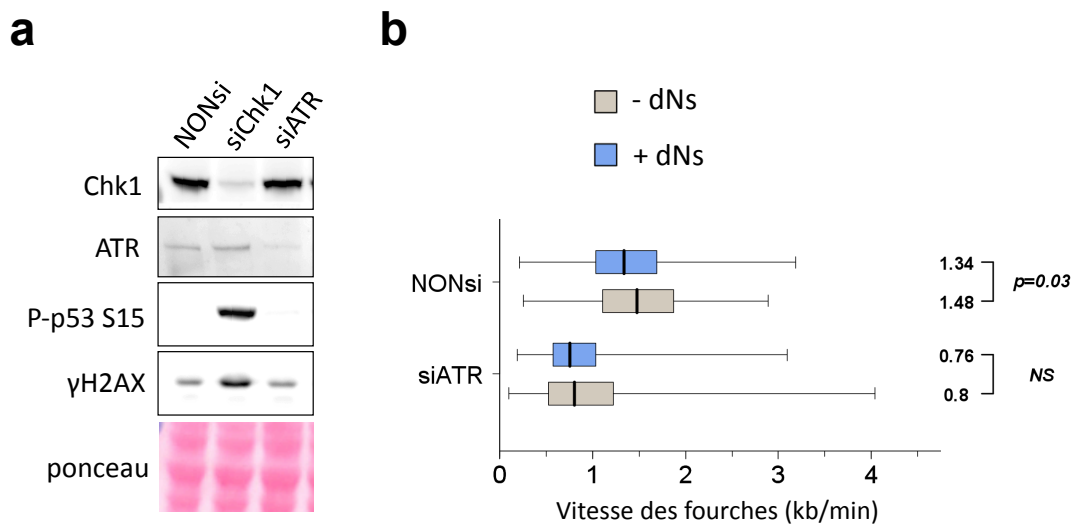 a
NONsi
siChk1
siATR
Chk1
ATR
P-p53 S15
γH2AX
ponceau
b
- dNs
+ dNs
NONsi
siATR
1.34
1.48
p=0.03
0.76
0.8
NS
0 1 2 3 4
Vitesse des fourches (kb/min)